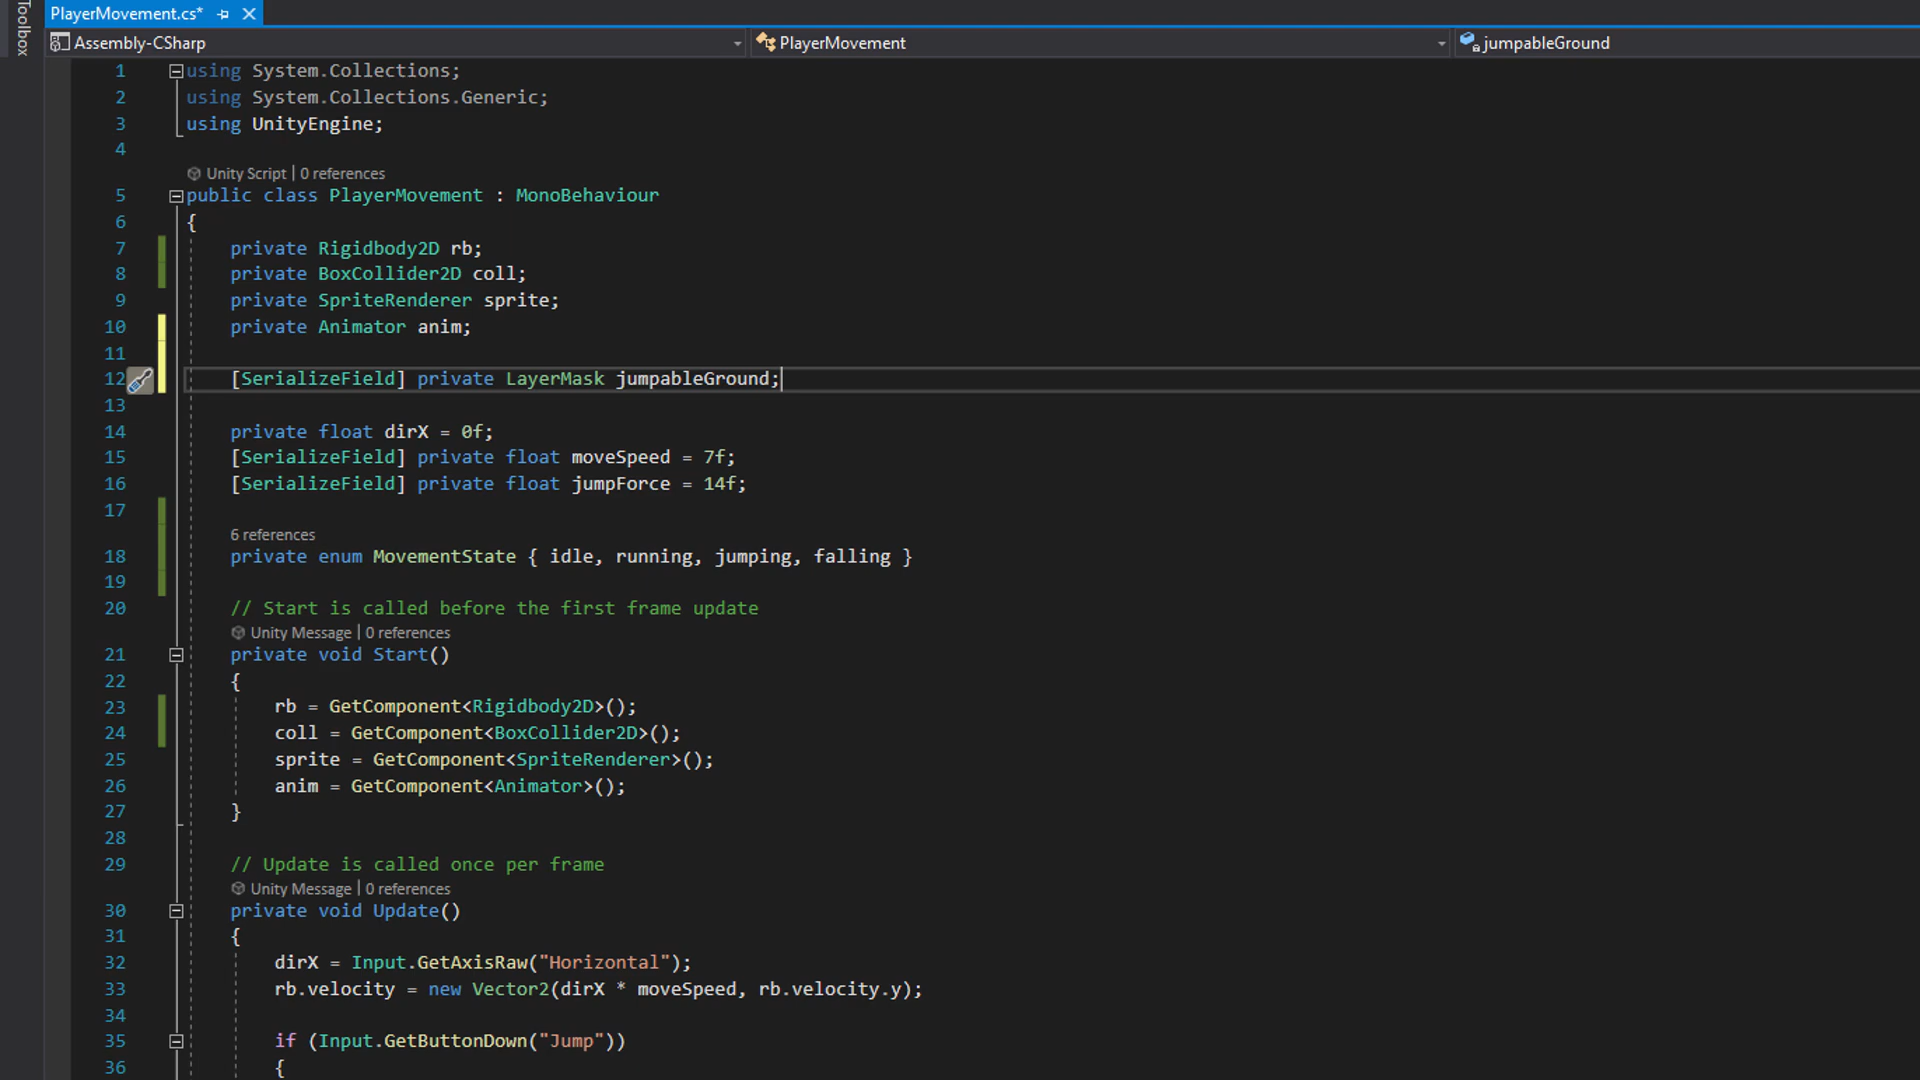 Toolbox
PlayerMovement.cs*
Assembly-CSharp PlayerMovement jumpableGround
1 using System.Collections;
2 using System.Collections.Generic;
3 using UnityEngine;
4
Unity Script | 0 references
5 public class PlayerMovement : MonoBehaviour
6 {
7 private Rigidbody2D rb;
8 private BoxCollider2D coll;
9 private SpriteRenderer sprite;
10 private Animator anim;
11
12 [SerializeField] private LayerMask jumpableGround;
13
14 private float dirX = 0f;
15 [SerializeField] private float moveSpeed = 7f;
16 [SerializeField] private float jumpForce = 14f;
17
6 references
18 private enum MovementState { idle, running, jumping, falling }
19
20 // Start is called before the first frame update
Unity Message | 0 references
21 private void Start()
22 {
23 rb = GetComponent<Rigidbody2D>();
24 coll = GetComponent<BoxCollider2D>();
25 sprite = GetComponent<SpriteRenderer>();
26 anim = GetComponent<Animator>();
27 }
28
29 // Update is called once per frame
Unity Message | 0 references
30 private void Update()
31 {
32 dirX = Input.GetAxisRaw("Horizontal");
33 rb.velocity = new Vector2(dirX * moveSpeed, rb.velocity.y);
34
35 if (Input.GetButtonDown("Jump"))
36 {